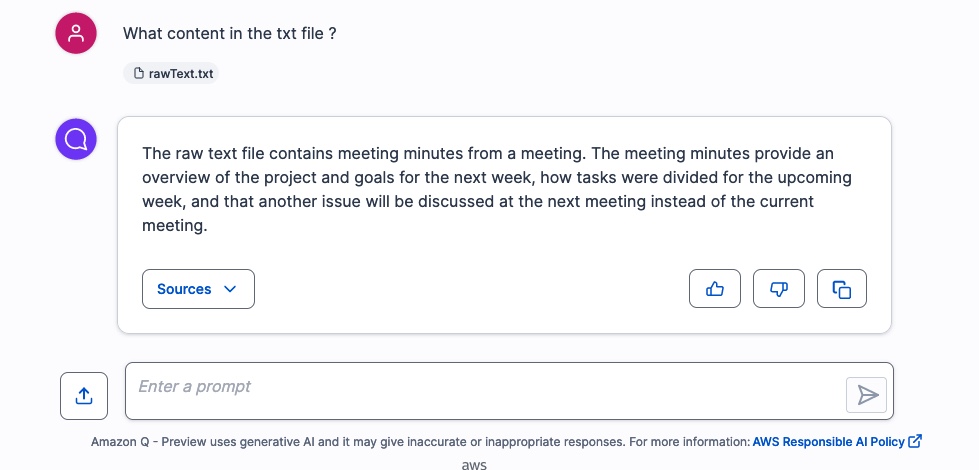 What content in the txt file ?
rawText.txt
The raw text file contains meeting minutes from a meeting. The meeting minutes provide an
overview of the project and goals for the next week, how tasks were divided for the upcoming
week, and that another issue will be discussed at the next meeting instead of the current
meeting.
Sources
Enter a prompt
Amazon Q - Preview uses generative AI and it may give inaccurate or inappropriate responses. For more information: AWS Responsible AI Policy
aws